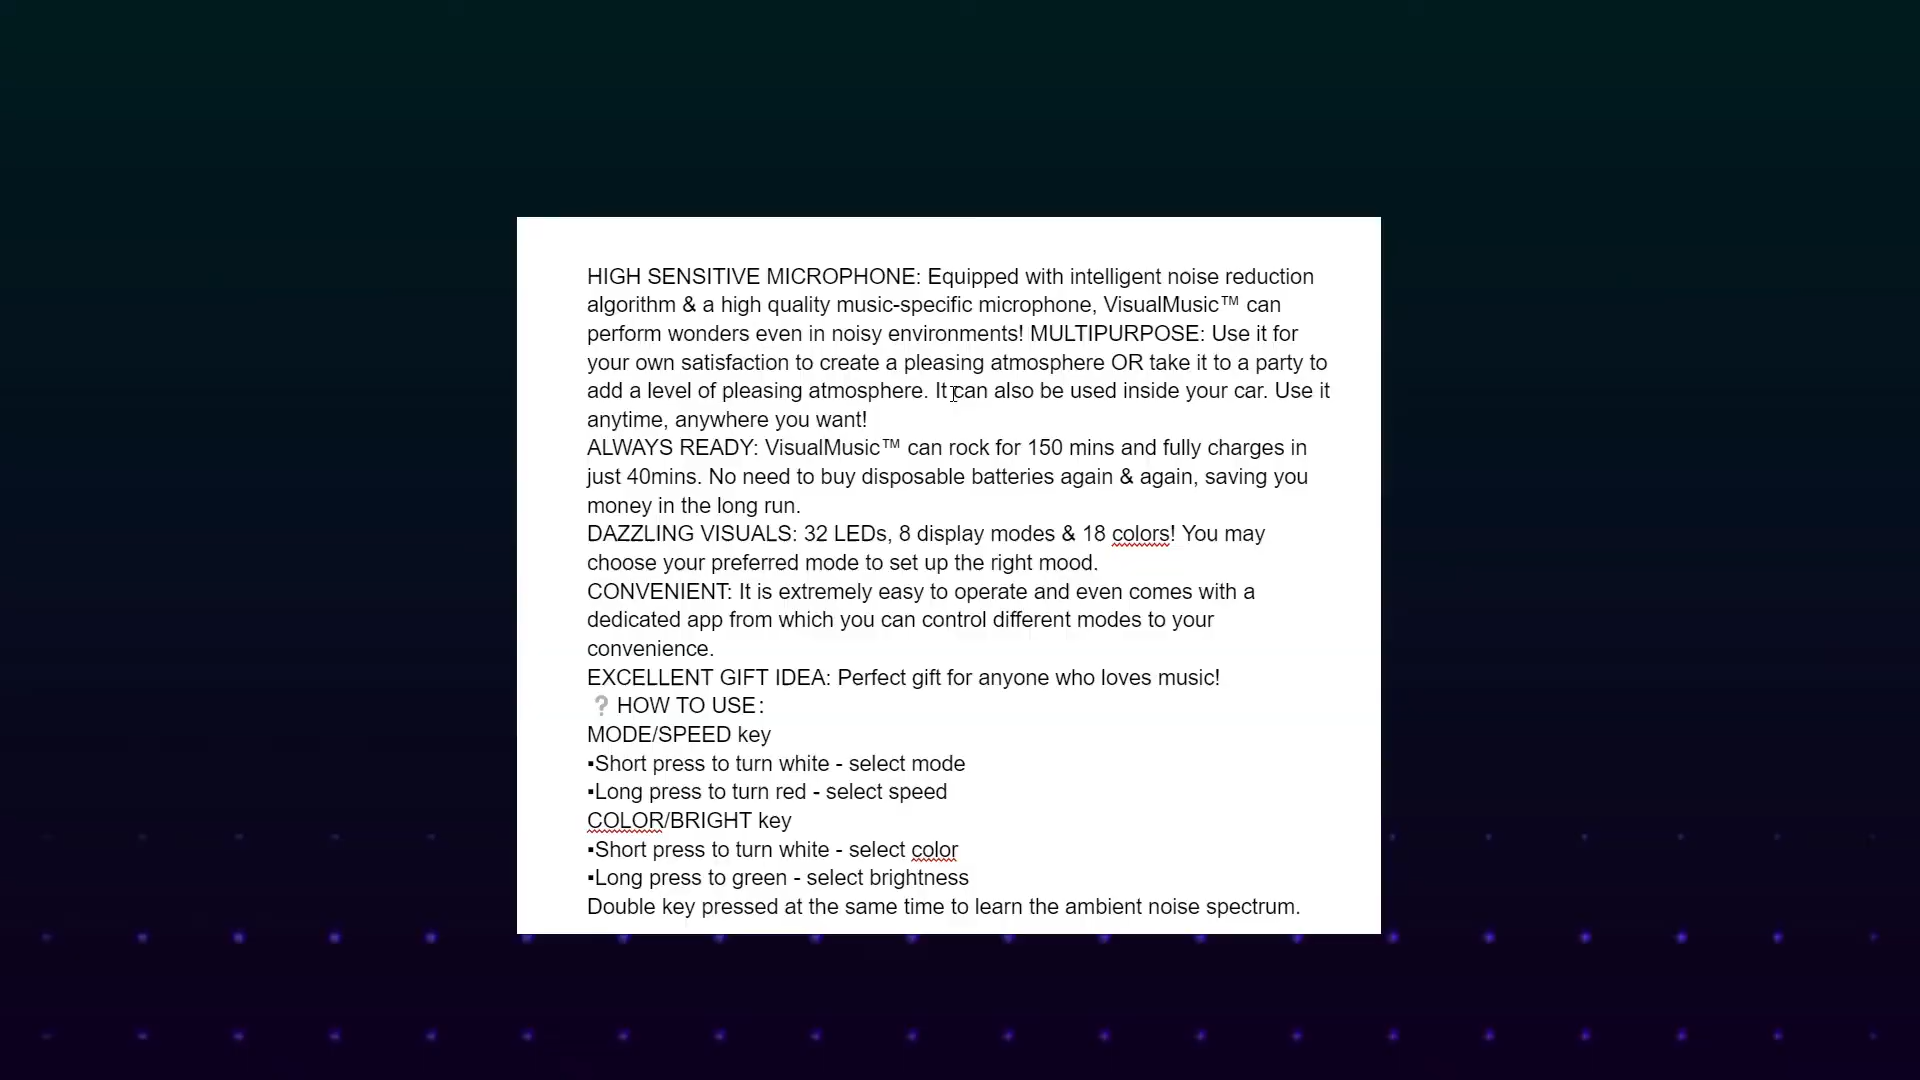 HIGH SENSITIVE MICROPHONE: Equipped with intelligent noise reduction
algorithm & a high quality music-specific microphone, VisualMusic™ can
perform wonders even in noisy environments! MULTIPURPOSE: Use it for
your own satisfaction to create a pleasing atmosphere OR take it to a party to
add a level of pleasing atmosphere. It can also be used inside your car. Use it
anytime, anywhere you want!
ALWAYS READY: VisualMusic™ can rock for 150 mins and fully charges in
just 40mins. No need to buy disposable batteries again & again, saving you
money in the long run.
DAZZLING VISUALS: 32 LEDs, 8 display modes & 18 colors! You may
choose your preferred mode to set up the right mood.
CONVENIENT: It is extremely easy to operate and even comes with a
dedicated app from which you can control different modes to your
convenience.
EXCELLENT GIFT IDEA: Perfect gift for anyone who loves music!
❔HOW TO USE:
MODE/SPEED key
▪Short press to turn white - select mode
▪Long press to turn red - select speed
COLOR/BRIGHT key
▪Short press to turn white - select color
▪Long press to green - select brightness
Double key pressed at the same time to learn the ambient noise spectrum.